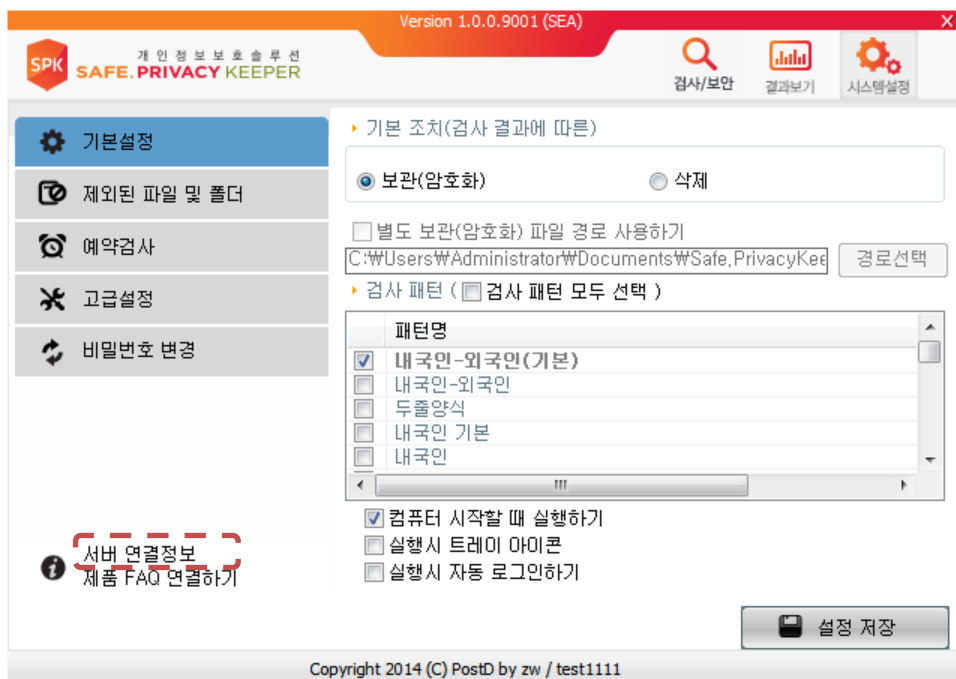 Version 1.0.0.9001 (SEA)
X
SPK
개인정보보호솔루션
SAFE.PRIVACY KEEPER
검사/보안
결과보기
시스템설정
기본설정
제외된 파일 및 폴더
예약검사
고급설정
비밀번호 변경
서버 연결정보
제품 FAQ 연결하기
기본 조치(검사 결과에 따른)
보관(암호화)
삭제
별도 보관(암호화) 파일 경로 사용하기
C:₩Users₩Administrator₩Documents₩Safe,PrivacyKee
경로선택
검사 패턴 ( 검사 패턴 모두 선택 )
패턴명
내국인-외국인(기본)
내국인-외국인
두줄양식
내국인 기본
내국인
컴퓨터 시작할 때 실행하기
실행시 트레이 아이콘
실행시 자동 로그인하기
설정 저장
Copyright 2014 (C) PostD by zw / test1111